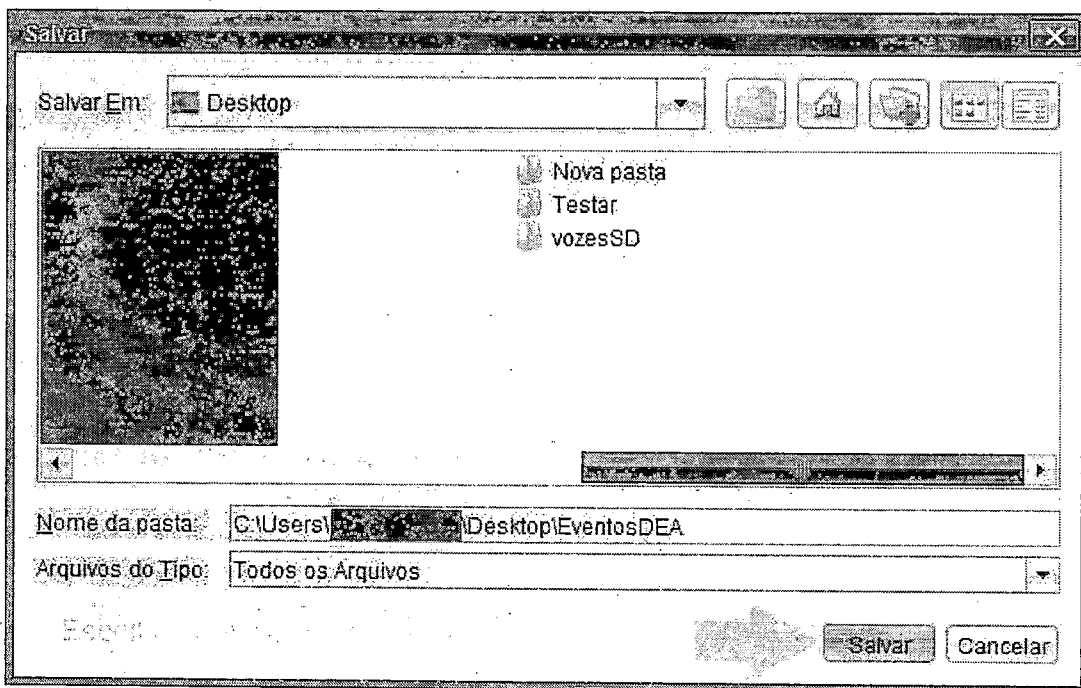 Salvar
Salvar Em: Desktop
Nova pasta
Testar
vozesSD
Nome da pasta: C:\Users\ \Desktop\EventosDEA
Arquivos do Tipo: Todos os Arquivos
Salvar Cancelar